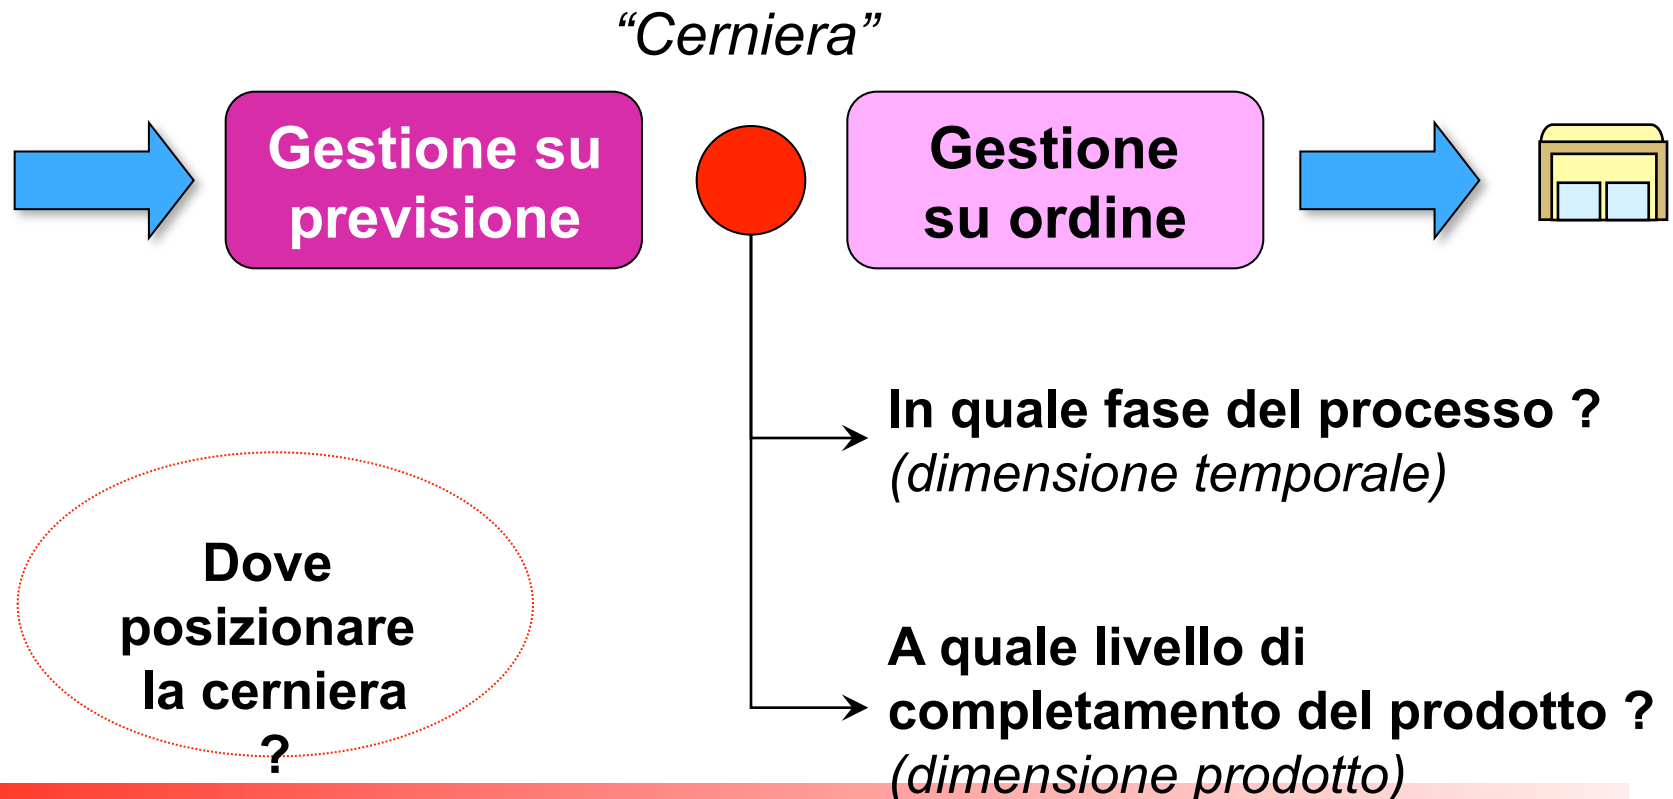 “Cerniera”
Gestione su
previsione
Gestione
su ordine
In quale fase del processo ?
(dimensione temporale)
Dove
posizionare
la cerniera
?
A quale livello di
completamento del prodotto ?
(dimensione prodotto)